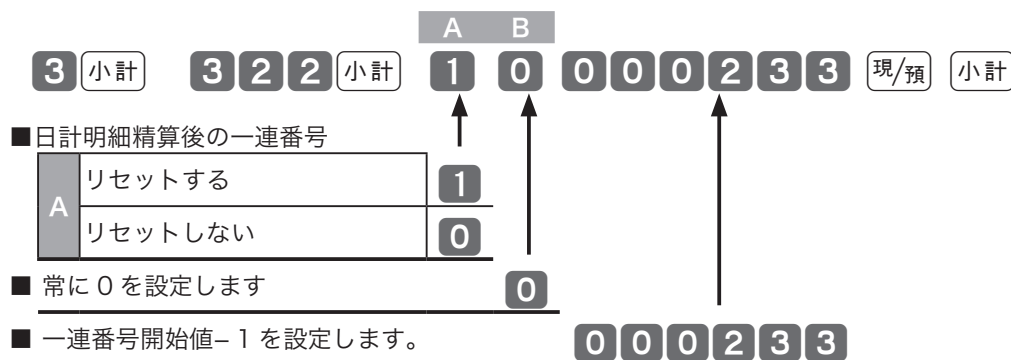 A B
3 小計 3 2 2 小計 1 0 0 0 0 2 3 3 現/預 小計
■日計明細精算後の一連番号
A リセットする 1
リセットしない 0
■ 常に 0 を設定します 0
■ 一連番号開始値– 1 を設定します。 0 0 0 2 3 3